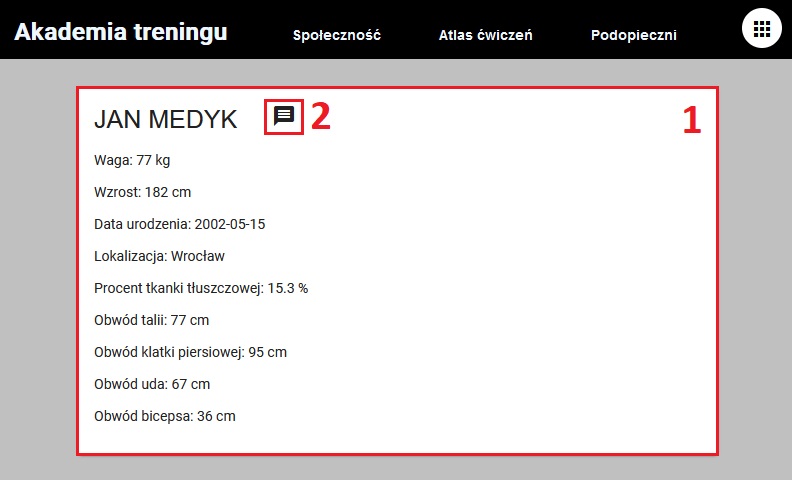 Akademia treningu Społeczność Atlas ćwiczeń Podopieczni
JAN MEDYK 2 1
Waga: 77 kg
Wzrost: 182 cm
Data urodzenia: 2002-05-15
Lokalizacja: Wrocław
Procent tkanki tłuszczowej: 15.3 %
Obwód talii: 77 cm
Obwód klatki piersiowej: 95 cm
Obwód uda: 67 cm
Obwód bicepsa: 36 cm